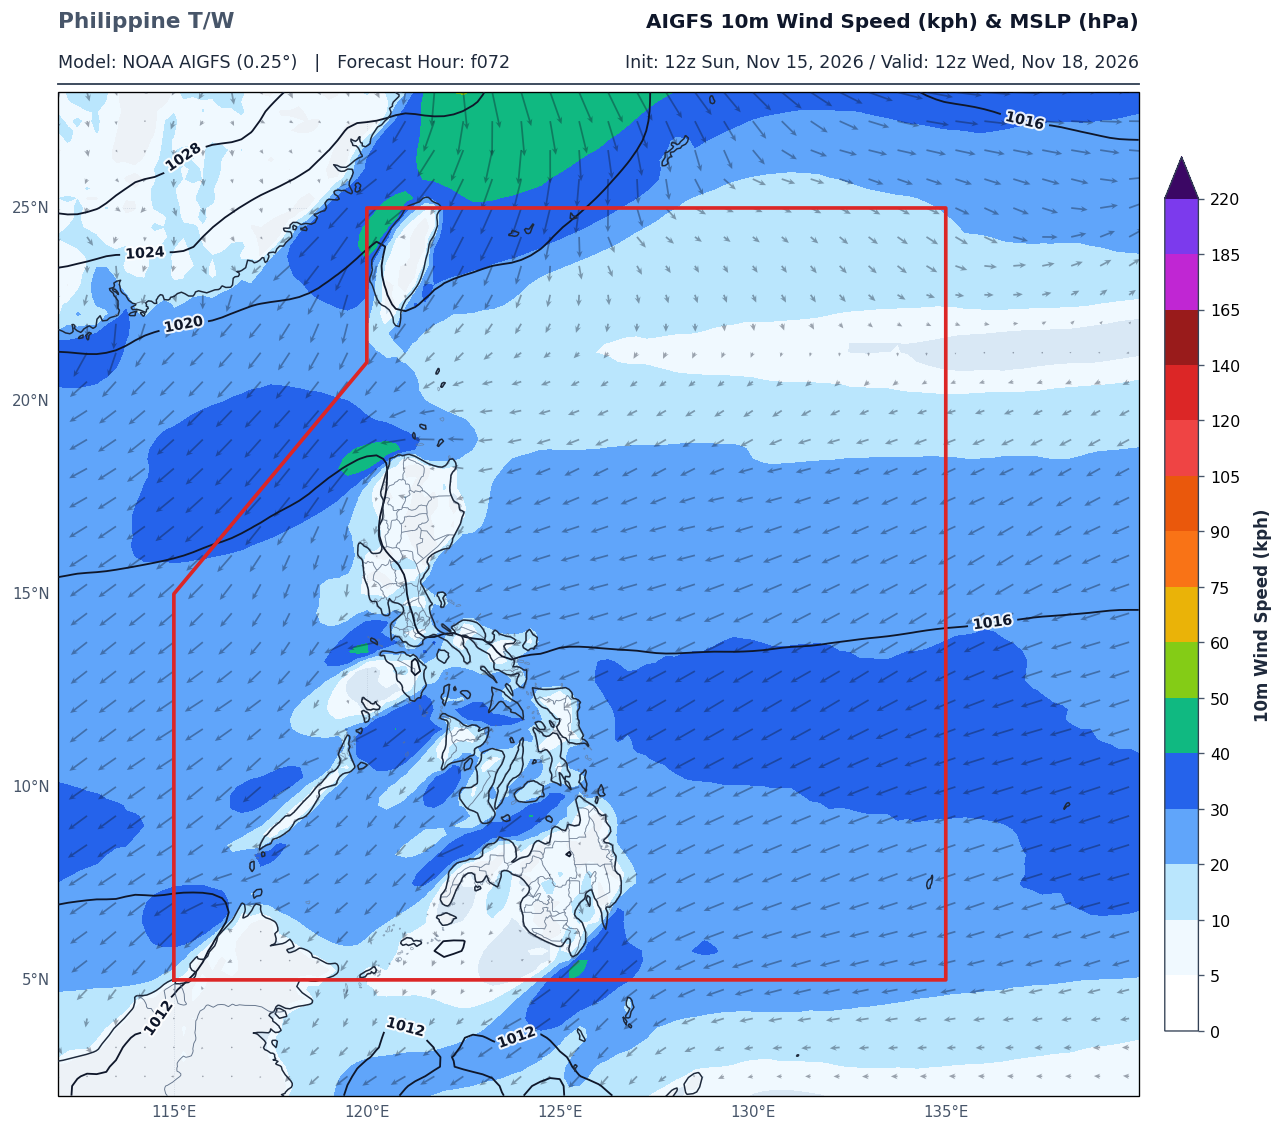 Philippine T/W
AIGFS 10m Wind Speed (kph) & MSLP (hPa)
Model: NOAA AIGFS (0.25°)   |   Forecast Hour: f072
Init: 12z Sun, Nov 15, 2026 / Valid: 12z Wed, Nov 18, 2026
1016
1028
1024
1020
1016
1012
1012
1012
25°N
20°N
15°N
10°N
5°N
115°E
120°E
125°E
130°E
135°E
220
185
165
140
120
105
90
75
60
50
40
30
20
10
5
0
10m Wind Speed (kph)